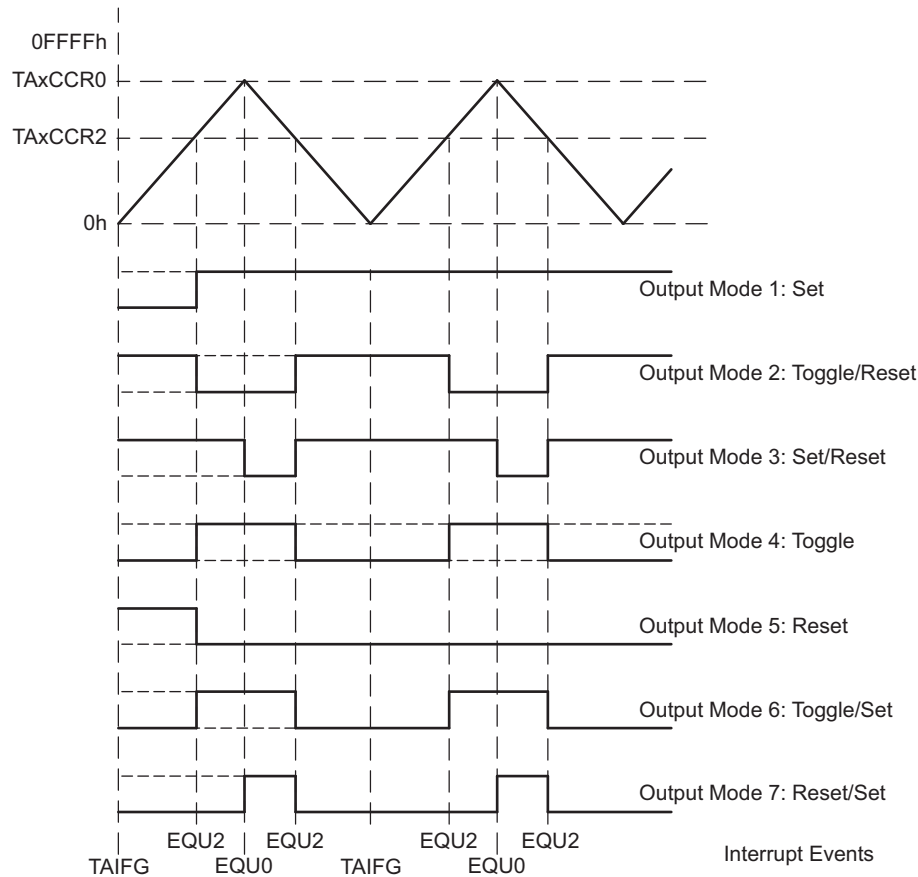 0FFFFh
TAxCCR0
TAxCCR2
0h
Output Mode 1: Set
Output Mode 2: Toggle/Reset
Output Mode 3: Set/Reset
Output Mode 4: Toggle
Output Mode 5: Reset
Output Mode 6: Toggle/Set
Output Mode 7: Reset/Set
EQU2 EQU2 EQU2 EQU2
TAIFG EQU0 TAIFG EQU0
Interrupt Events